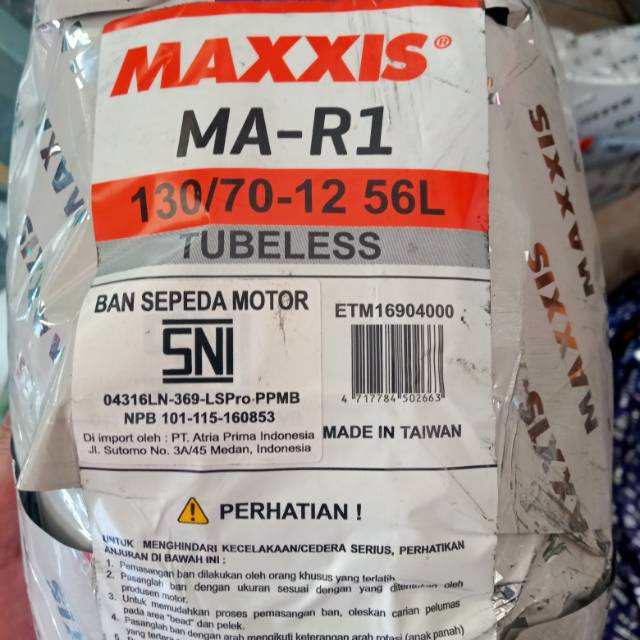 MAXXIS®
MA-R1
130/70-12 56L
TUBELESS
BAN SEPEDA MOTOR
SNI
04316LN-369-LSPro PPMB
NPB 101-115-160853
Di import oleh : PT. Atria Prima Indonesia
Jl. Sutomo No. 3A/45 Medan, Indonesia
ETM16904000
4 717784 502663
MADE IN TAIWAN
PERHATIAN !
UNTUK MENGHINDARI KECELAKAAN/CEDERA SERIUS, PERHATIKAN
ANJURAN DI BAWAH INI :
1. Pemasangan ban dilakukan oleh orang khusus yang terlatih
2. Pasanglah ban dengan ukuran sesuai dengan yang ditentukan oleh
produsen motor.
3. Untuk memudahkan proses pemasangan ban, oleskan carian pelumas
pada area "bead" dan pelek.
4. Pasanglah ban dengan arah mengikuti keterangan arah rotasi (anak panah)
MAXXIS
MAXXIS
MAXXIS
MAXXIS